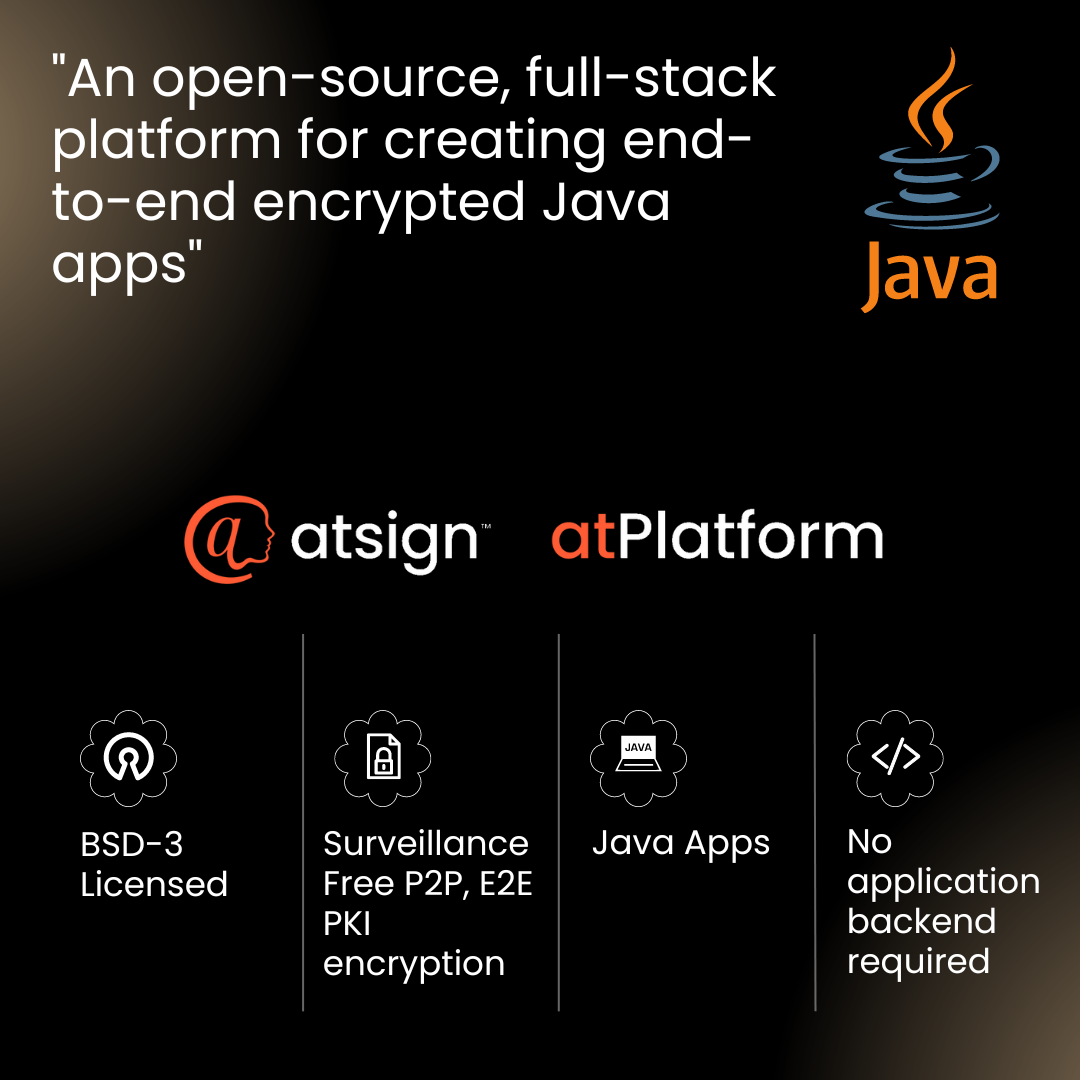 "An open-source, full-stack
platform for creating end-
to-end encrypted Java
apps"
Java
a atsign™ atPlatform
JAVA
</>
BSD-3
Licensed
Surveillance
Free P2P, E2E
PKI
encryption
Java Apps
No
application
backend
required